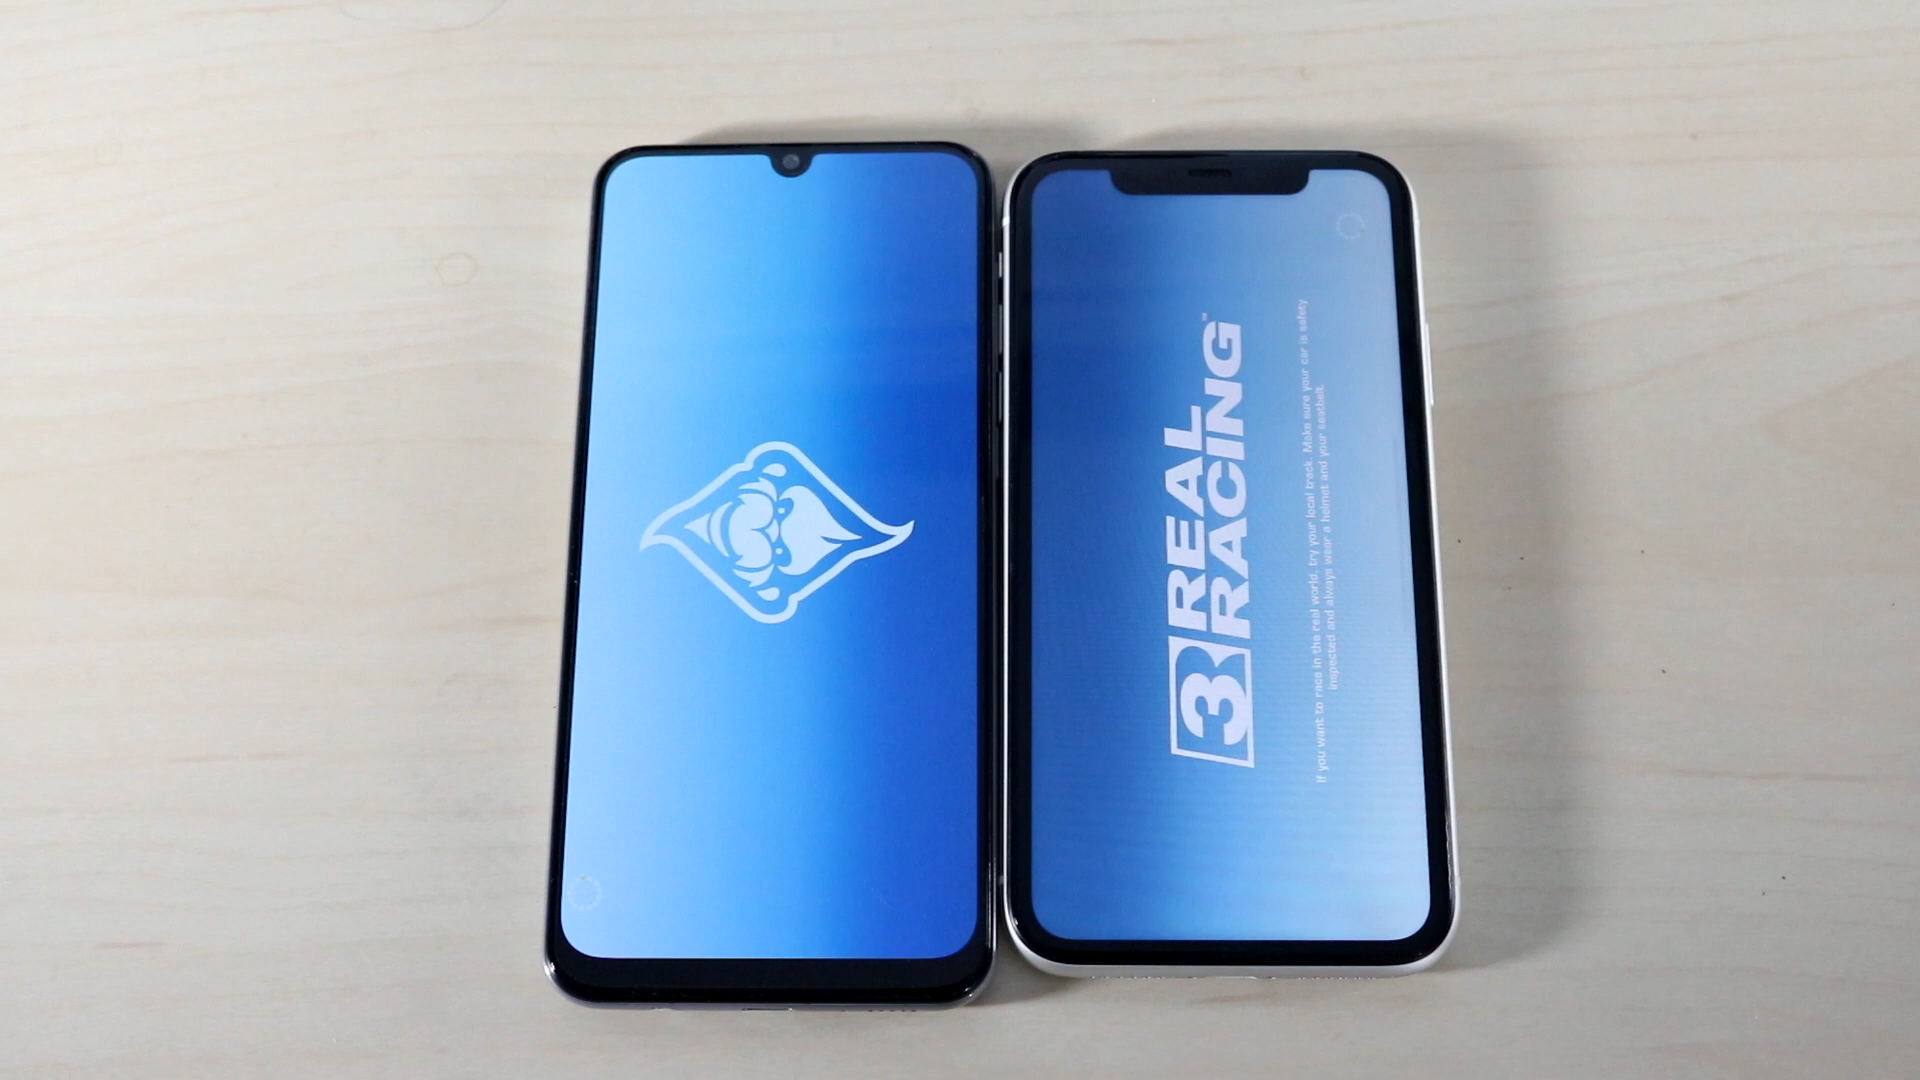 3 REAL
RACING™
If you want to race in the real world, try your local track. Make sure your car is safety
inspected and always wear a helmet and your seatbelt.